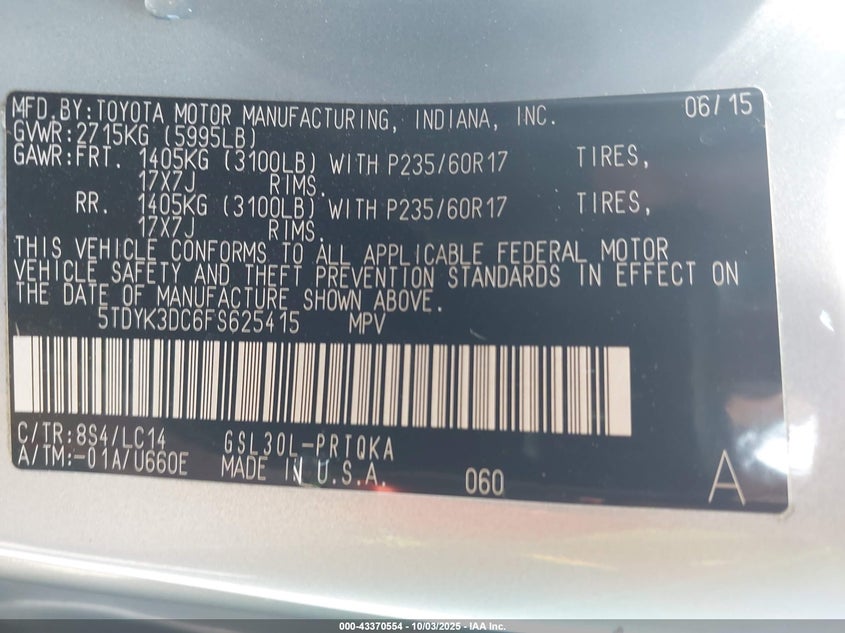 MFD.BY:TOYOTA MOTOR MANUFACTURING, INDIANA, INC. 06/15
GVWR:2715KG (5995LB)
GAWR:FRT. 1405KG (3100LB) WITH P235/60R17 TIRES,
17X7J RIMS.
RR. 1405KG (3100LB) WITH P235/60R17 TIRES,
17X7J RIMS.
THIS VEHICLE CONFORMS TO ALL APPLICABLE FEDERAL MOTOR
VEHICLE SAFETY AND THEFT PREVENTION STANDARDS IN EFFECT ON
THE DATE OF MANUFACTURE SHOWN ABOVE.
5TDYK3DC6FS625415 MPV
C/TR:8S4/LC14 GSL30L-PRTQKA
A/TM:-01A/U660E MADE IN U.S.A. 060 A
000-43370554 - 10/03/2025 - IAA Inc.